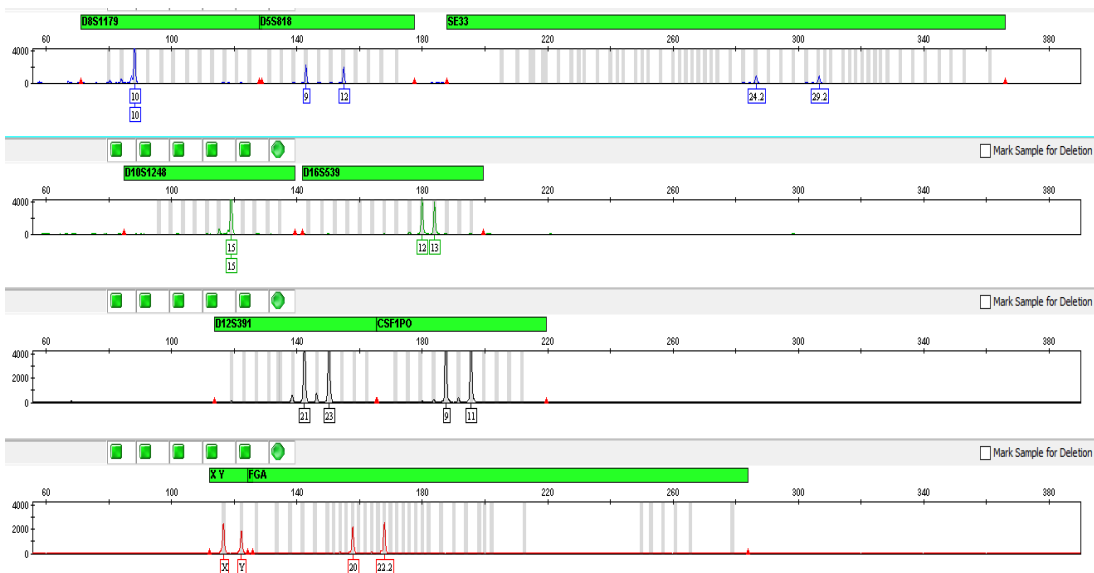 D8S1179 D5S818 SE33
60 100 140 180 220 260 300 340 380
4000
0
10 9 12 24.2 29.2
10
Mark Sample for Deletion
D10S1248 D16S539
60 100 140 180 220 260 300 340 380
4000
0
15 12 13
15
Mark Sample for Deletion
D12S391 CSF1PO
60 100 140 180 220 260 300 340 380
4000
2000
0
21 23 9 11
Mark Sample for Deletion
X Y FGA
60 100 140 180 220 260 300 340 380
4000
2000
0
X Y 20 22.2